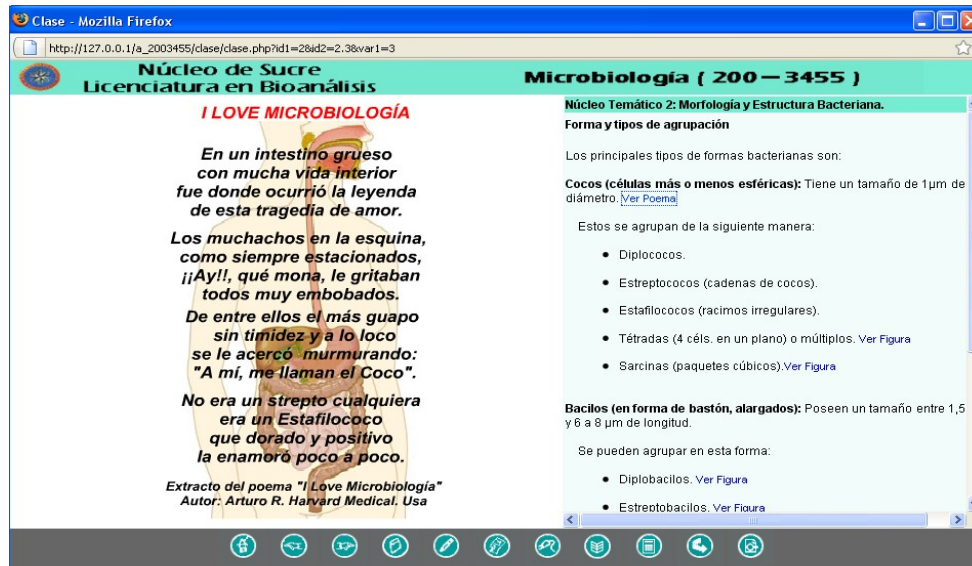 Clase - Mozilla Firefox
http://127.0.0.1/a_2003455/clase/clase.php?id1=2&id2=2.3&var1=3
Núcleo de Sucre
Licenciatura en Bioanálisis
Microbiología ( 200 — 3455 )
I LOVE MICROBIOLOGÍA
En un intestino grueso
con mucha vida interior
fue donde ocurrió la leyenda
de esta tragedia de amor.
Los muchachos en la esquina,
como siempre estacionados,
¡¡Ay!!, qué mona, le gritaban
todos muy embobados.
De entre ellos el más guapo
sin timidez y a lo loco
se le acercó murmurando:
"A mí, me llaman el Coco".
No era un strepto cualquiera
era un Estafilococo
que dorado y positivo
la enamoró poco a poco.
Extracto del poema "I Love Microbiología"
Autor: Arturo R. Harvard Medical. Usa
Núcleo Temático 2: Morfología y Estructura Bacteriana.
Forma y tipos de agrupación
Los principales tipos de formas bacterianas son:
Cocos (células más o menos esféricas): Tiene un tamaño de 1µm de
diámetro. Ver Poema
Estos se agrupan de la siguiente manera:
• Diplococos.
• Estreptococos (cadenas de cocos).
• Estafilococos (racimos irregulares).
• Tétradas (4 céls. en un plano) o múltiplos. Ver Figura
• Sarcinas (paquetes cúbicos).Ver Figura
Bacilos (en forma de bastón, alargados): Poseen un tamaño entre 1,5
y 6 a 8 µm de longitud.
Se pueden agrupar en esta forma:
• Diplobacilos. Ver Figura
• Estreptobacilos. Ver Figura